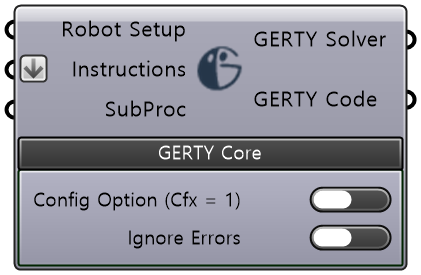 Robot Setup
Instructions
SubProc
GERTY Solver
GERTY Code
GERTY Core
Config Option (Cfx = 1)
Ignore Errors